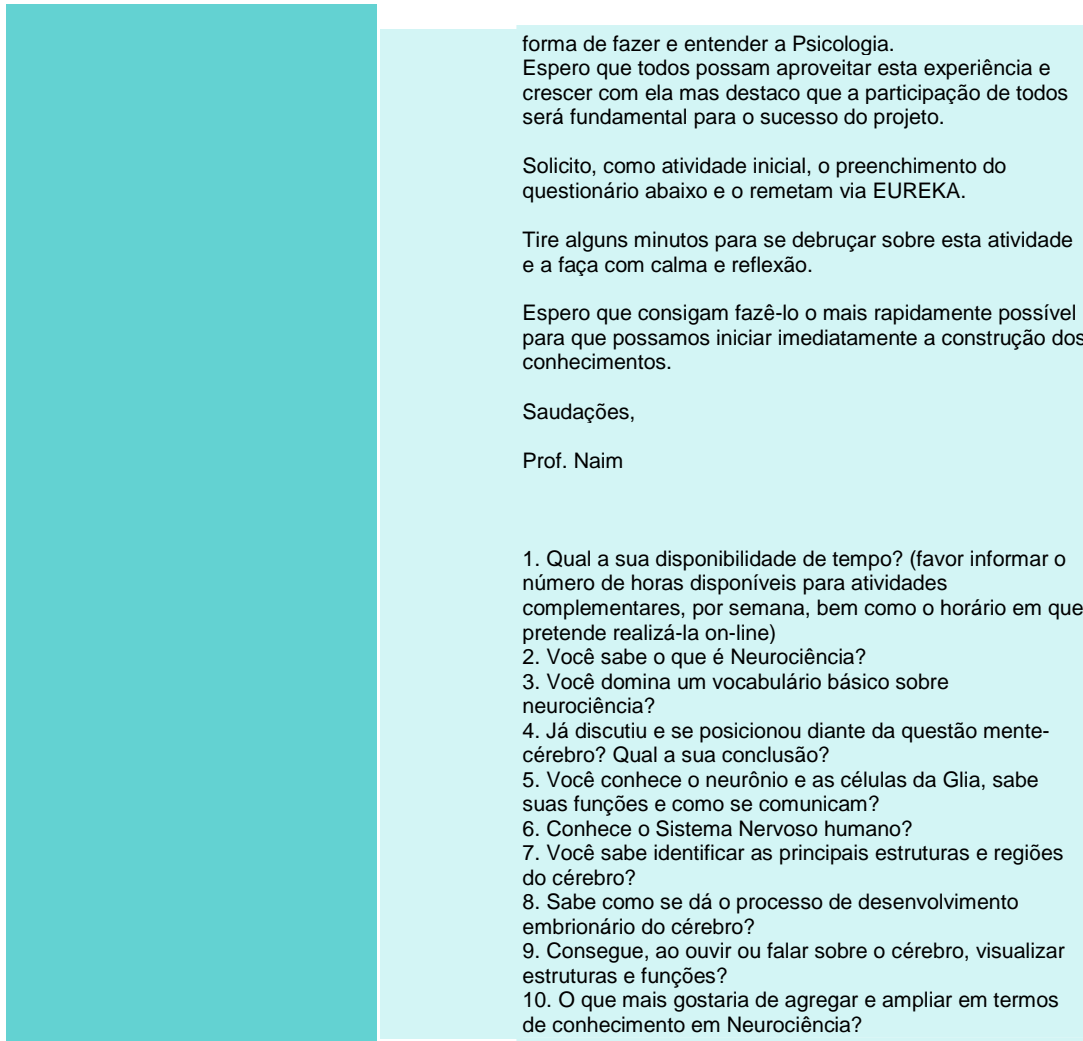 forma de fazer e entender a Psicologia.
Espero que todos possam aproveitar esta experiência e
crescer com ela mas destaco que a participação de todos
será fundamental para o sucesso do projeto.
Solicito, como atividade inicial, o preenchimento do
questionário abaixo e o remetam via EUREKA.
Tire alguns minutos para se debruçar sobre esta atividade
e a faça com calma e reflexão.
Espero que consigam fazê-lo o mais rapidamente possível
para que possamos iniciar imediatamente a construção dos
conhecimentos.
Saudações,
Prof. Naim
1. Qual a sua disponibilidade de tempo? (favor informar o
número de horas disponíveis para atividades
complementares, por semana, bem como o horário em que
pretende realizá-la on-line)
2. Você sabe o que é Neurociência?
3. Você domina um vocabulário básico sobre
neurociência?
4. Já discutiu e se posicionou diante da questão mente-
cérebro? Qual a sua conclusão?
5. Você conhece o neurônio e as células da Glia, sabe
suas funções e como se comunicam?
6. Conhece o Sistema Nervoso humano?
7. Você sabe identificar as principais estruturas e regiões
do cérebro?
8. Sabe como se dá o processo de desenvolvimento
embrionário do cérebro?
9. Consegue, ao ouvir ou falar sobre o cérebro, visualizar
estruturas e funções?
10. O que mais gostaria de agregar e ampliar em termos
de conhecimento em Neurociência?